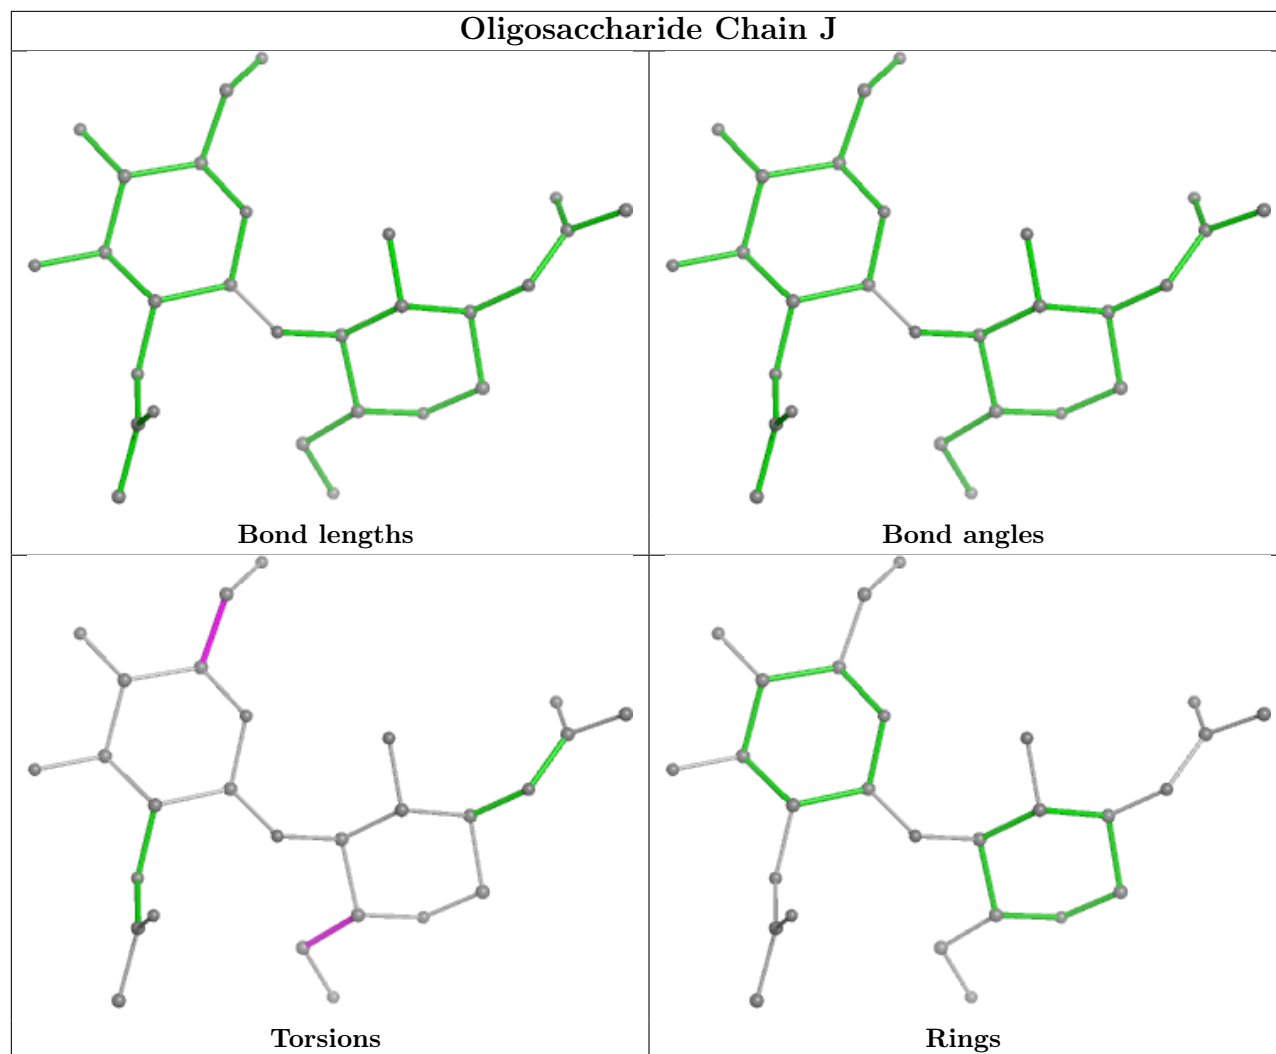 Oligosaccharide Chain J
Bond lengths
Bond angles
Torsions
Rings